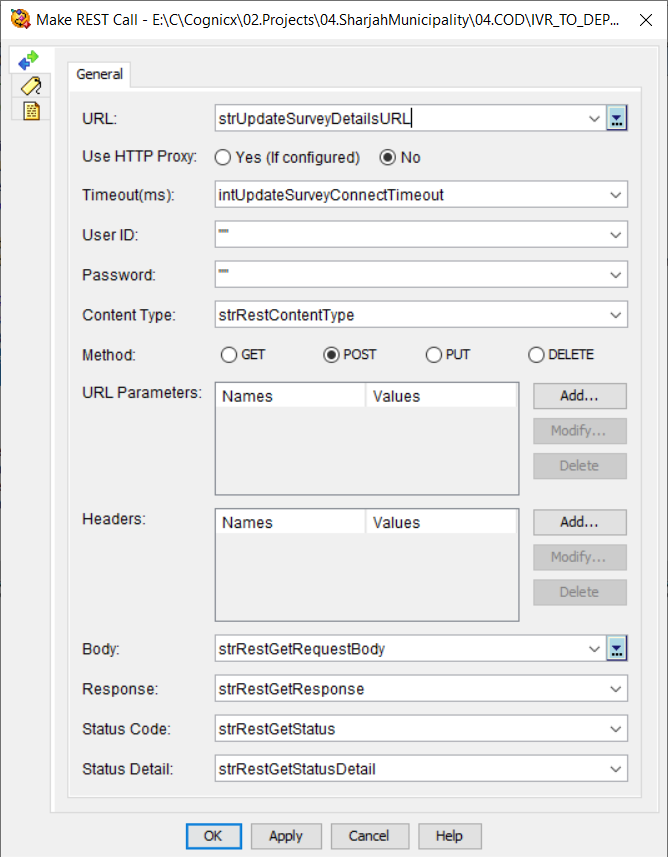 Make REST Call - E:\C\Cognicx\02.Projects\04.SharjahMunicipality\04.COD\IVR_TO_DEP...
General
URL: strUpdateSurveyDetailsURL
Use HTTP Proxy: Yes (If configured) No
Timeout(ms): intUpdateSurveyConnectTimeout
User ID: ""
Password: ""
Content Type: strRestContentType
Method: GET POST PUT DELETE
URL Parameters: Names Values Add...
Modify...
Delete
Headers: Names Values Add...
Modify...
Delete
Body: strRestGetRequestBody
Response: strRestGetResponse
Status Code: strRestGetStatus
Status Detail: strRestGetStatusDetail
OK Apply Cancel Help